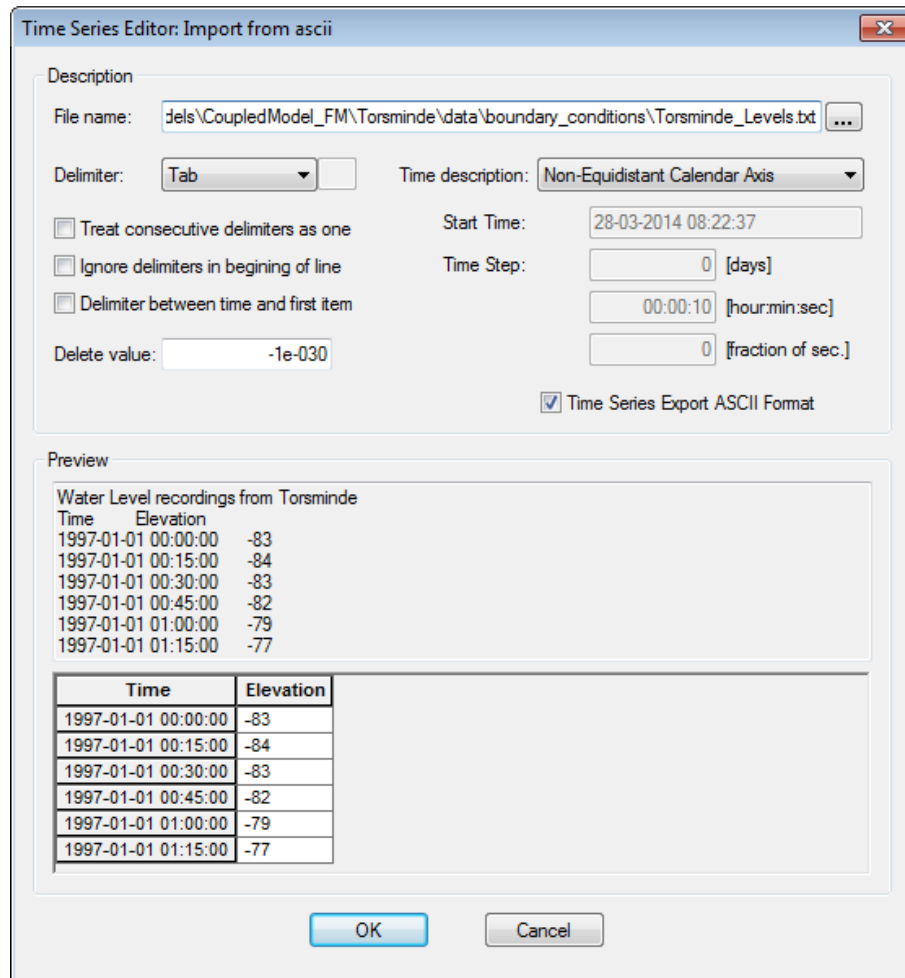 Time Series Editor: Import from ascii
Description
File name: dels\CoupledModel_FM\Torsminde\data\boundary_conditions\Torsminde_Levels.txt ...
Delimiter: Tab Time description: Non-Equidistant Calendar Axis
Treat consecutive delimiters as one Start Time: 28-03-2014 08:22:37
Ignore delimiters in begining of line Time Step: 0 [days]
Delimiter between time and first item 00:00:10 [hour:min:sec]
Delete value: -1e-030 0 [fraction of sec.]
Time Series Export ASCII Format
Preview
Water Level recordings from Torsminde
Time Elevation
1997-01-01 00:00:00 -83
1997-01-01 00:15:00 -84
1997-01-01 00:30:00 -83
1997-01-01 00:45:00 -82
1997-01-01 01:00:00 -79
1997-01-01 01:15:00 -77
Time Elevation
1997-01-01 00:00:00 -83
1997-01-01 00:15:00 -84
1997-01-01 00:30:00 -83
1997-01-01 00:45:00 -82
1997-01-01 01:00:00 -79
1997-01-01 01:15:00 -77
OK Cancel